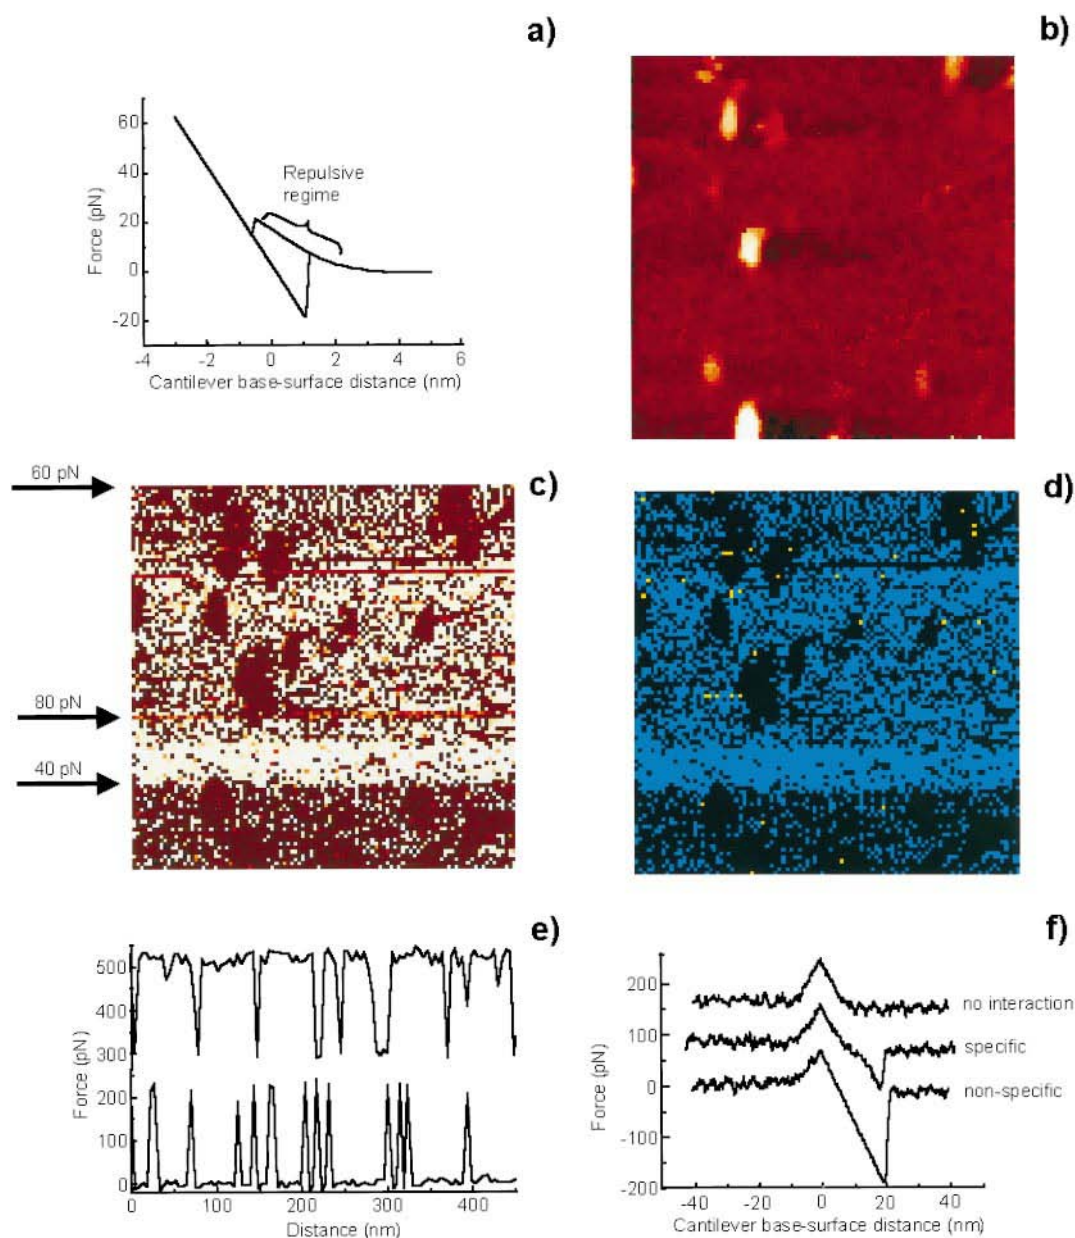 a)
60
40
20
0
-20
Force (pN)
Repulsive
regime
-4
-2
0
2
4
6
Cantilever base-surface distance (nm)
b)
60 pN
80 pN
40 pN
c)
d)
e)
500
400
300
200
100
0
Force (pN)
0
100
200
300
400
Distance (nm)
f)
200
100
0
-100
-200
Force (pN)
no interaction
specific
non-specific
-40
-20
0
20
40
Cantilever base-surface distance (nm)